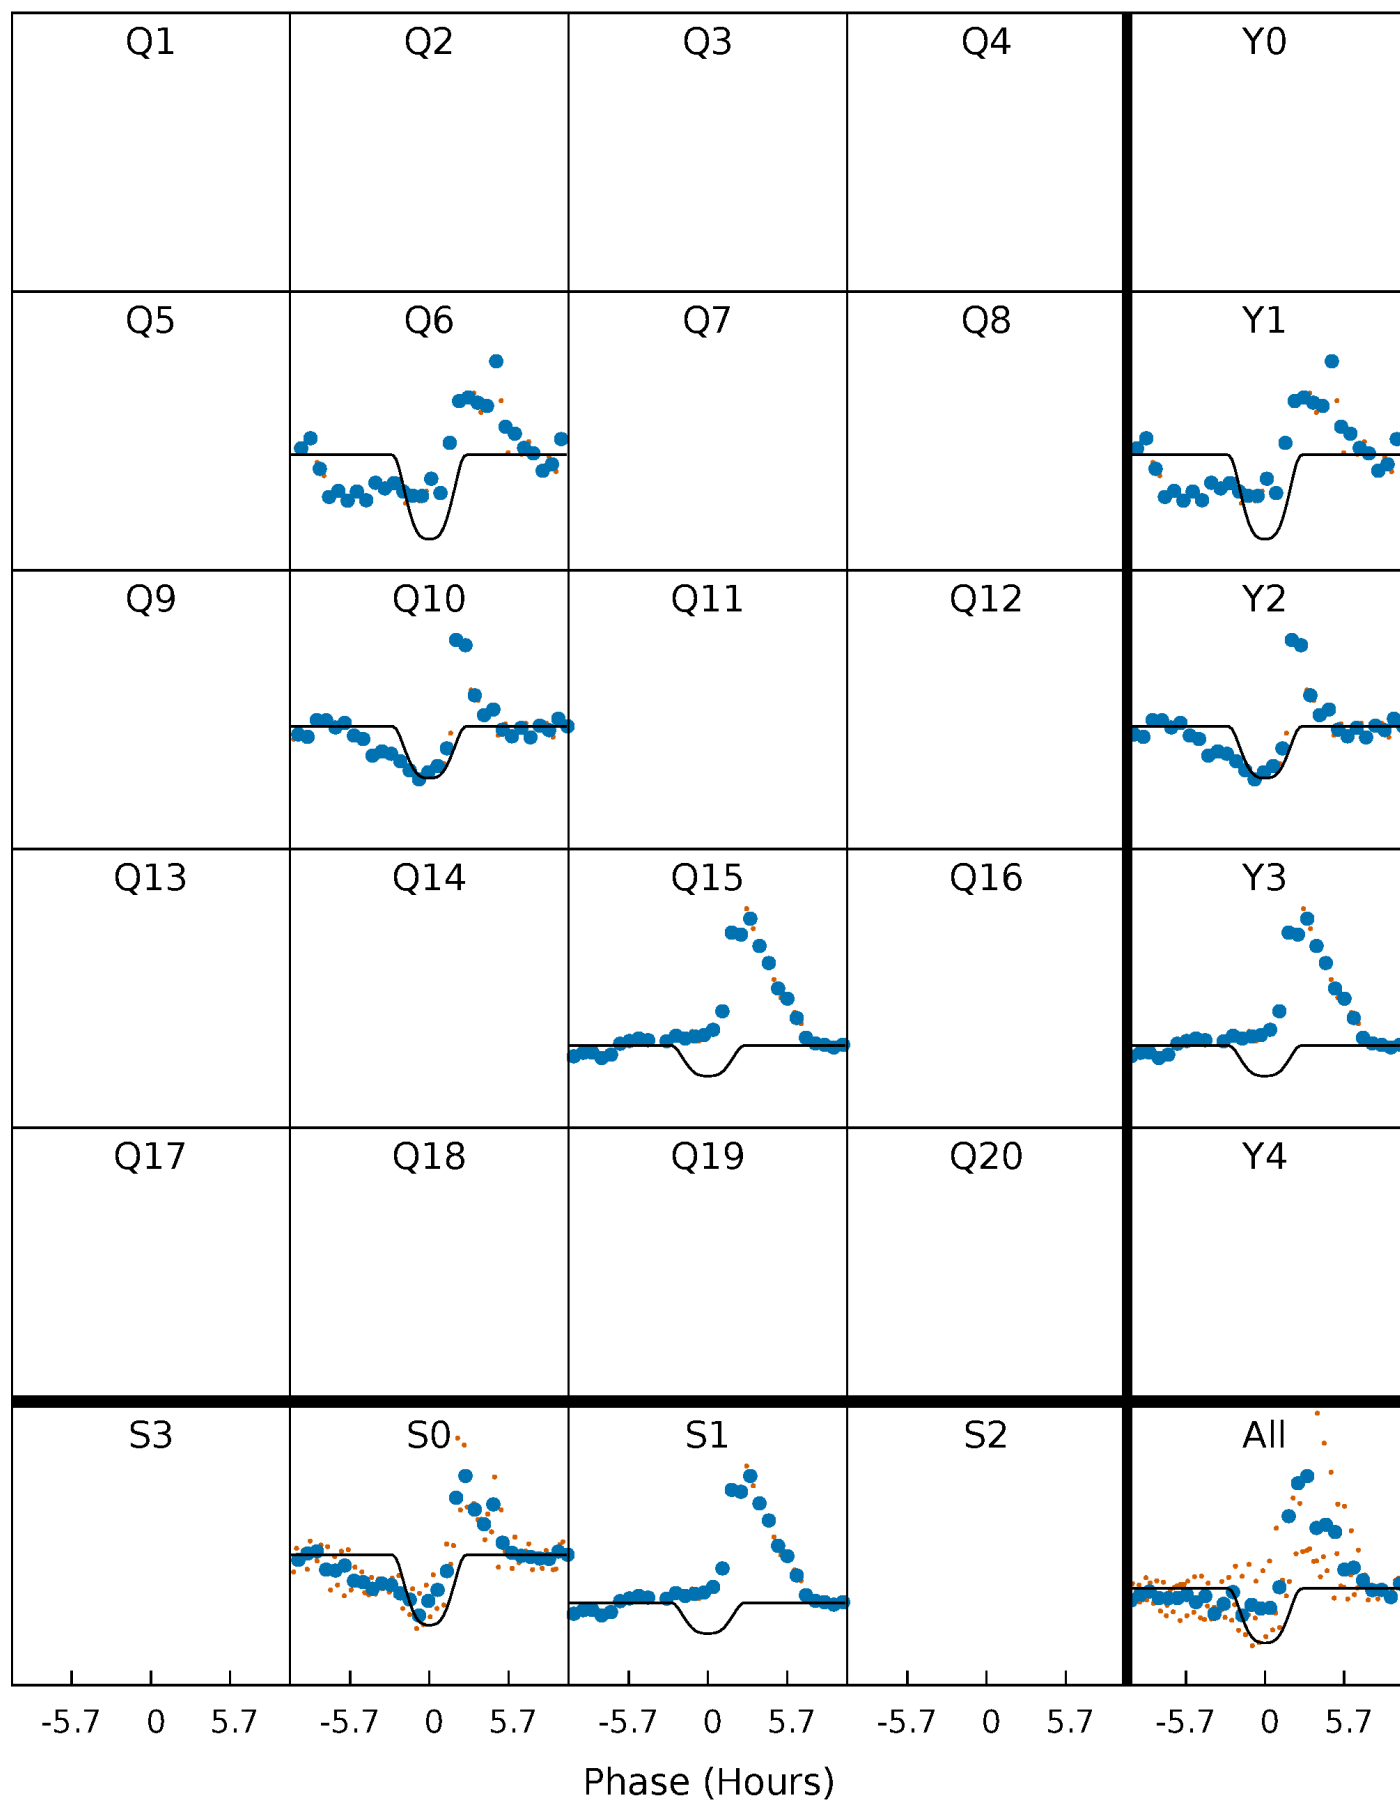 Q1 Q2 Q3 Q4 Y0
Q5 Q6 Q7 Q8 Y1
Q9 Q10 Q11 Q12 Y2
Q13 Q14 Q15 Q16 Y3
Q17 Q18 Q19 Q20 Y4
S3 S0 S1 S2 All
-5.7 0 5.7 -5.7 0 5.7 -5.7 0 5.7 -5.7 0 5.7 -5.7 0 5.7
Phase (Hours)